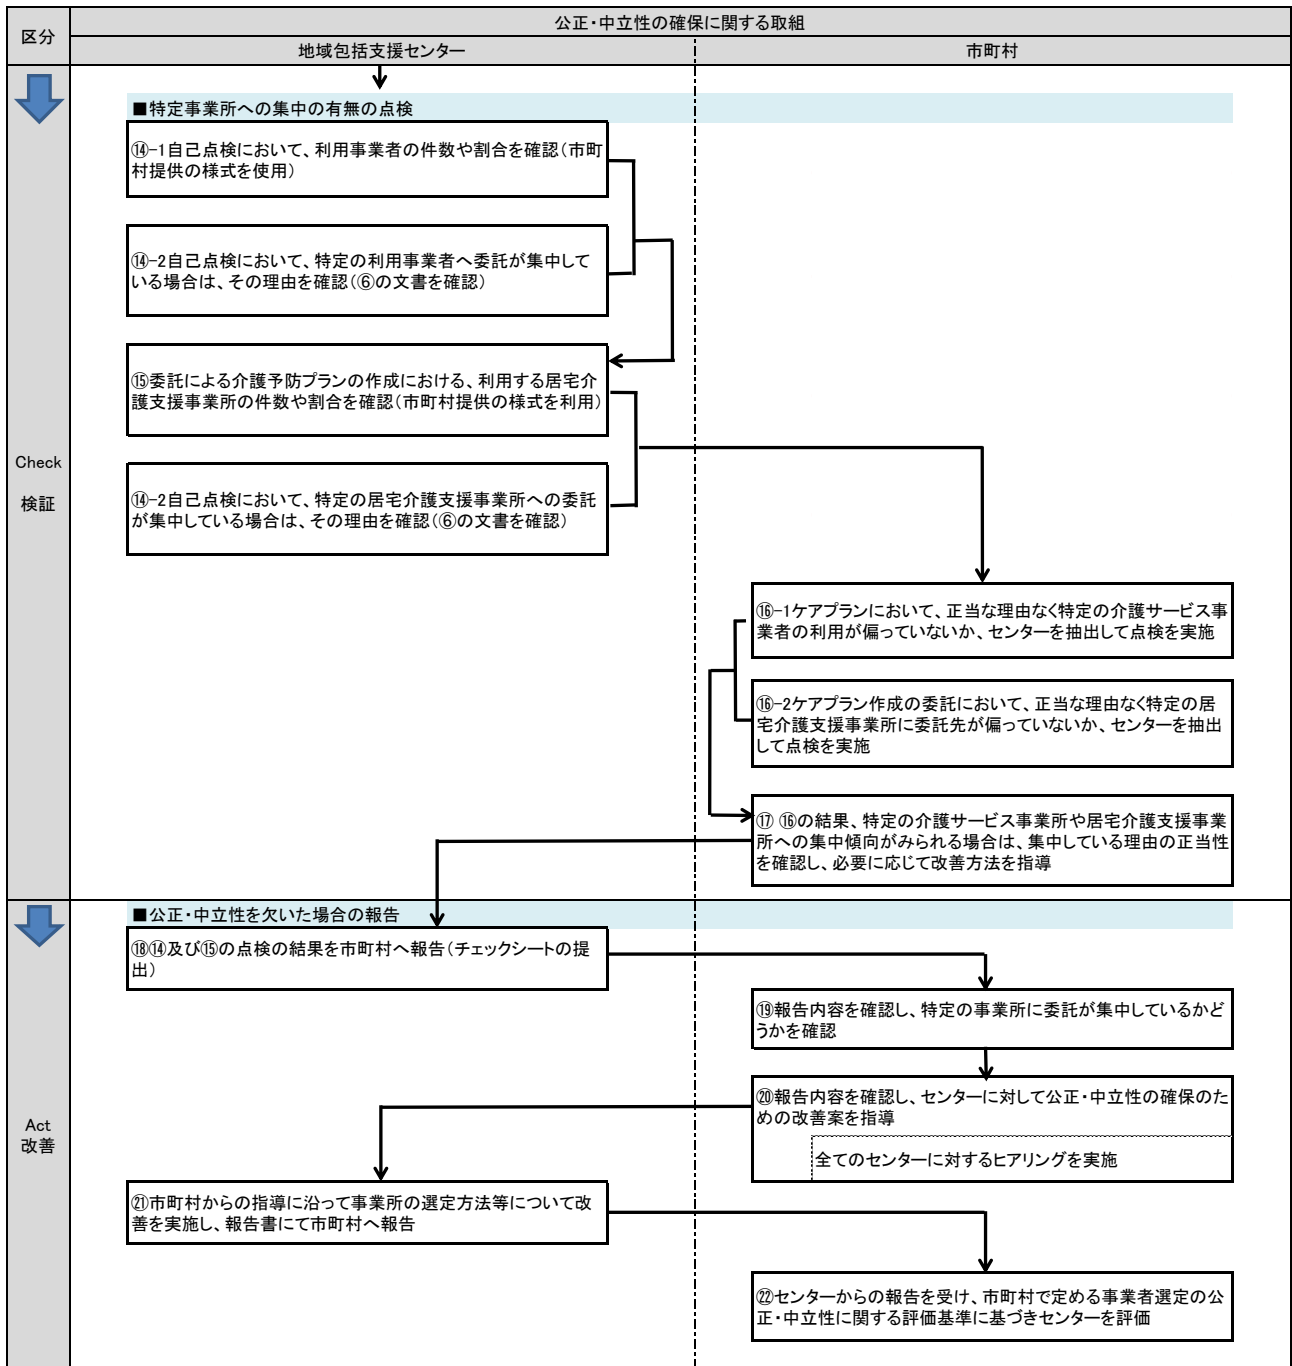 区分
公正・中立性の確保に関する取組
地域包括支援センター
市町村
Check
検証
■特定事業所への集中の有無の点検
⑭-1自己点検において、利用事業者の件数や割合を確認(市町
村提供の様式を使用)
⑭-2自己点検において、特定の利用事業者へ委託が集中して
いる場合は、その理由を確認(⑥の文書を確認)
⑮委託による介護予防プランの作成における、利用する居宅介
護支援事業所の件数や割合を確認(市町村提供の様式を利用)
⑭-2自己点検において、特定の居宅介護支援事業所への委託
が集中している場合は、その理由を確認(⑥の文書を確認)
⑯-1ケアプランにおいて、正当な理由なく特定の介護サービス事
業者の利用が偏っていないか、センターを抽出して点検を実施
⑯-2ケアプラン作成の委託において、正当な理由なく特定の居
宅介護支援事業所に委託先が偏っていないか、センターを抽出
して点検を実施
⑰ ⑯の結果、特定の介護サービス事業所や居宅介護支援事業
所への集中傾向がみられる場合は、集中している理由の正当性
を確認し、必要に応じて改善方法を指導
Act
改善
■公正・中立性を欠いた場合の報告
⑱⑭及び⑮の点検の結果を市町村へ報告(チェックシートの提
出)
⑲報告内容を確認し、特定の事業所に委託が集中しているかど
うかを確認
⑳報告内容を確認し、センターに対して公正・中立性の確保のた
めの改善案を指導
全てのセンターに対するヒアリングを実施
㉑市町村からの指導に沿って事業所の選定方法等について改
善を実施し、報告書にて市町村へ報告
㉒センターからの報告を受け、市町村で定める事業者選定の公
正・中立性に関する評価基準に基づきセンターを評価